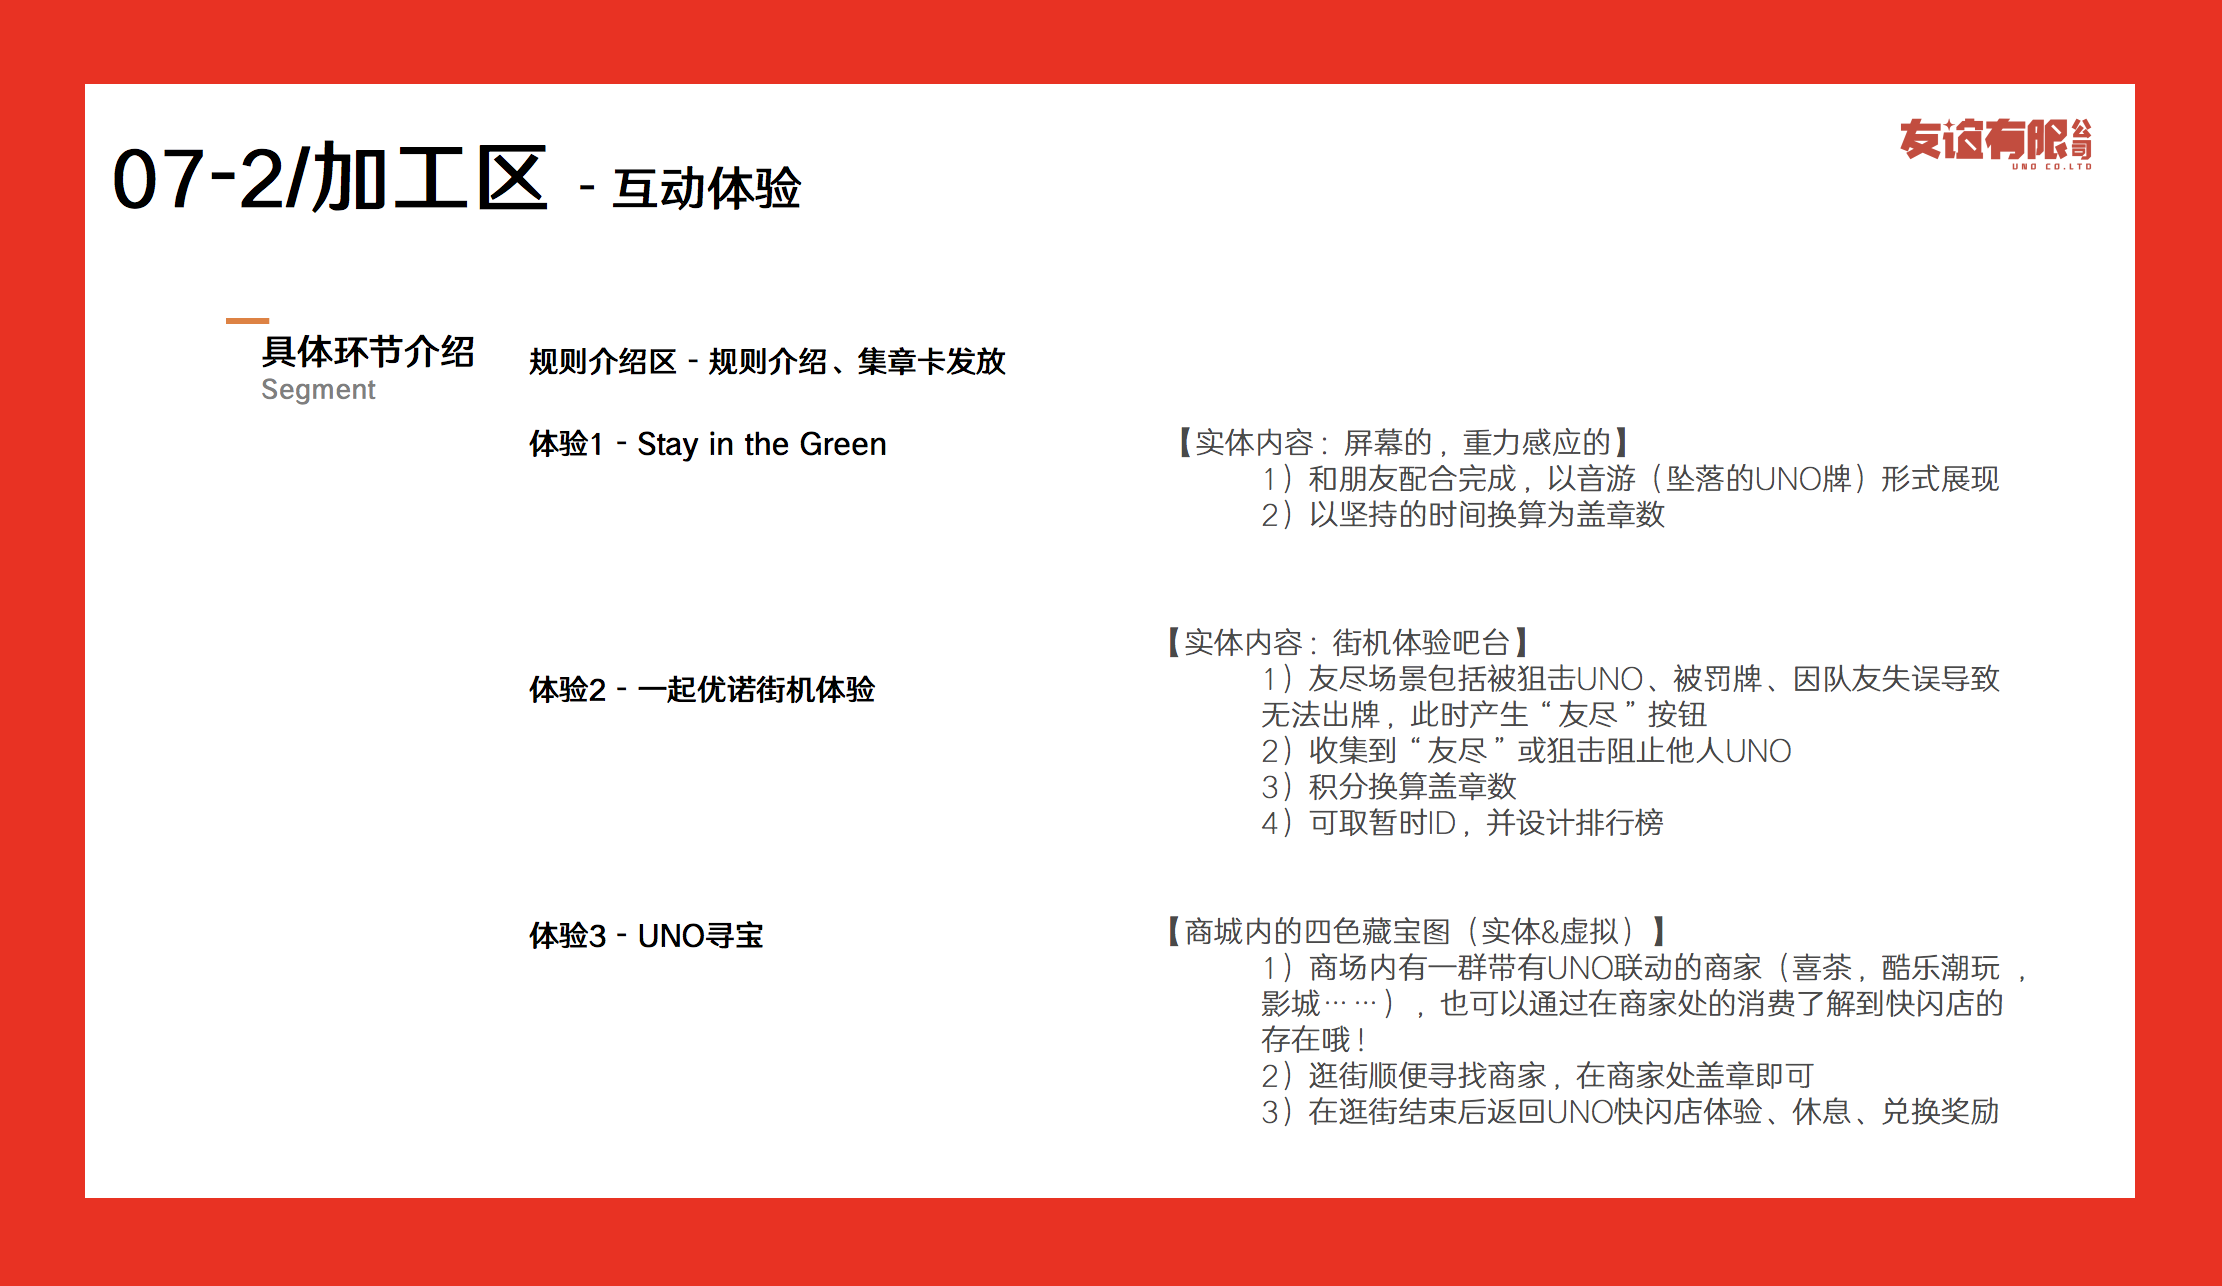 07-2/加工区 - 互动体验
友谊有限公司
UNO CO.LTD
具体环节介绍
Segment
规则介绍区 - 规则介绍、集章卡发放
体验1 - Stay in the Green
【实体内容：屏幕的，重力感应的】
1）和朋友配合完成，以音游（坠落的UNO牌）形式展现
2）以坚持的时间换算为盖章数
体验2 - 一起优诺街机体验
【实体内容：街机体验吧台】
1）友尽场景包括被狙击UNO、被罚牌、因队友失误导致
无法出牌，此时产生“友尽”按钮
2）收集到“友尽”或狙击阻止他人UNO
3）积分换算盖章数
4）可取暂时ID，并设计排行榜
体验3 - UNO寻宝
【商城内的四色藏宝图（实体&虚拟）】
1）商场内有一群带有UNO联动的商家（喜茶，酷乐潮玩，
影城……），也可以通过在商家处的消费了解到快闪店的
存在哦！
2）逛街顺便寻找商家，在商家处盖章即可
3）在逛街结束后返回UNO快闪店体验、休息、兑换奖励